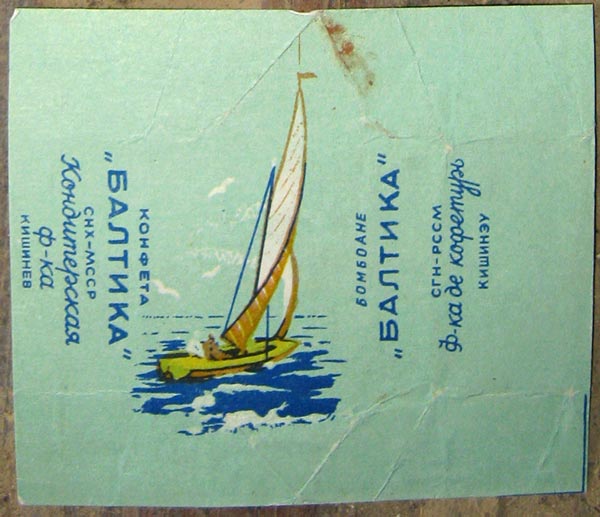 КОНФЕТА
„БАЛТИКА"
СНХ-МССР
Кондитерская
ф-ка
КИШИНЕВ
БОМБОАНЕ
„БАЛТИКА"
СГН-РССМ
Ф-ка де кофетурь
КИШИНЭУ